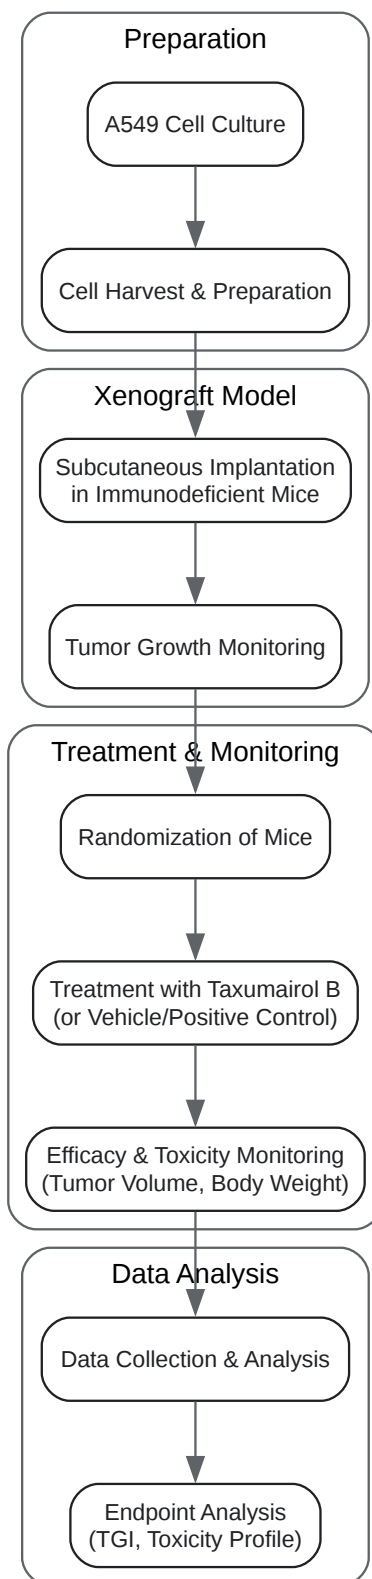 Preparation
A549 Cell Culture
Cell Harvest & Preparation
Xenograft Model
Subcutaneous Implantation
in Immunodeficient Mice
Tumor Growth Monitoring
Treatment & Monitoring
Randomization of Mice
Treatment with Taxumairol B
(or Vehicle/Positive Control)
Efficacy & Toxicity Monitoring
(Tumor Volume, Body Weight)
Data Analysis
Data Collection & Analysis
Endpoint Analysis
(TGI, Toxicity Profile)